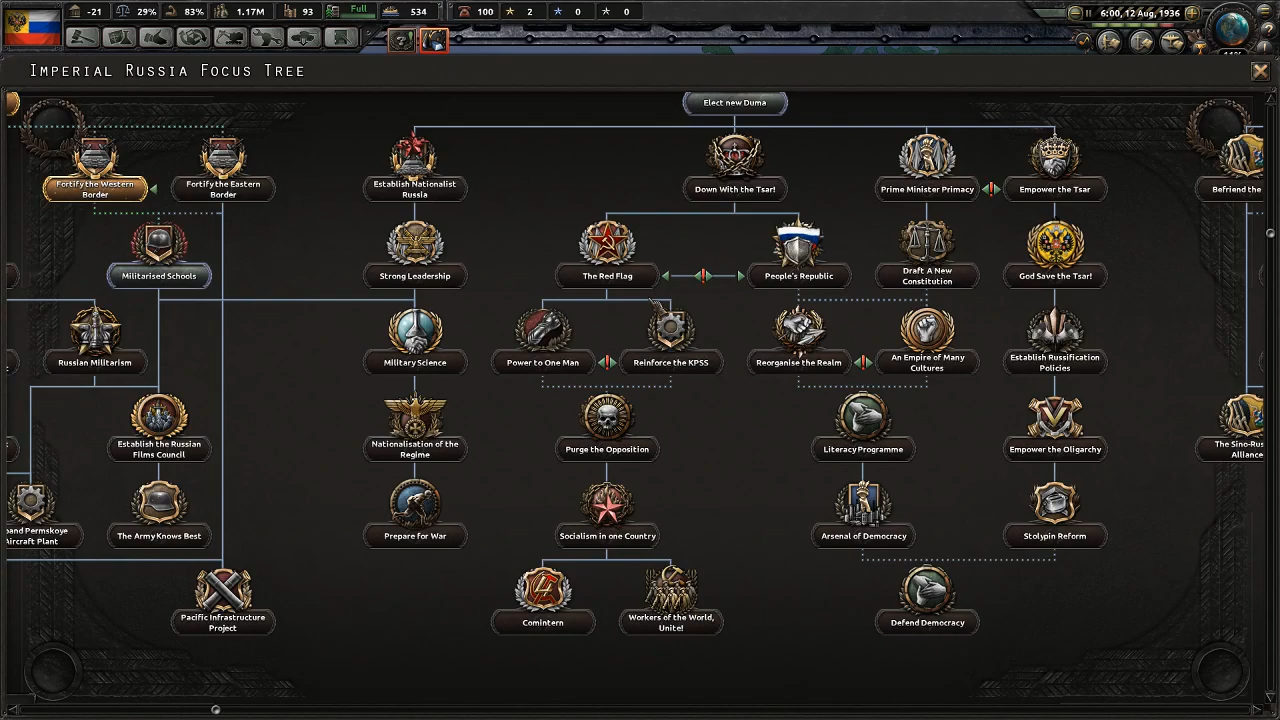 -21
29%
83%
1.17M
93
Full
534
100
2
0
0
6:00, 12 Aug, 1936
Imperial Russia Focus Tree
Elect new Duma
Fortify the Western
Border
Fortify the Eastern
Border
Establish Nationalist
Russia
Down With the Tsar!
Prime Minister Primacy
Empower the Tsar
Befriend the
Militarised Schools
Strong Leadership
The Red Flag
People's Republic
Draft A New
Constitution
God Save the Tsar!
Russian Militarism
Military Science
Power to One Man
Reinforce the KPSS
Reorganise the Realm
An Empire of Many
Cultures
Establish Russification
Policies
Establish the Russian
Films Council
Nationalisation of the
Regime
Purge the Opposition
Literacy Programme
Empower the Oligarchy
The Sino-Rus
Alliance
pand Permskoye
Aircraft Plant
The Army Knows Best
Prepare for War
Socialism in one Country
Arsenal of Democracy
Stolypin Reform
Pacific Infrastructure
Project
Comintern
Workers of the World,
Unite!
Defend Democracy